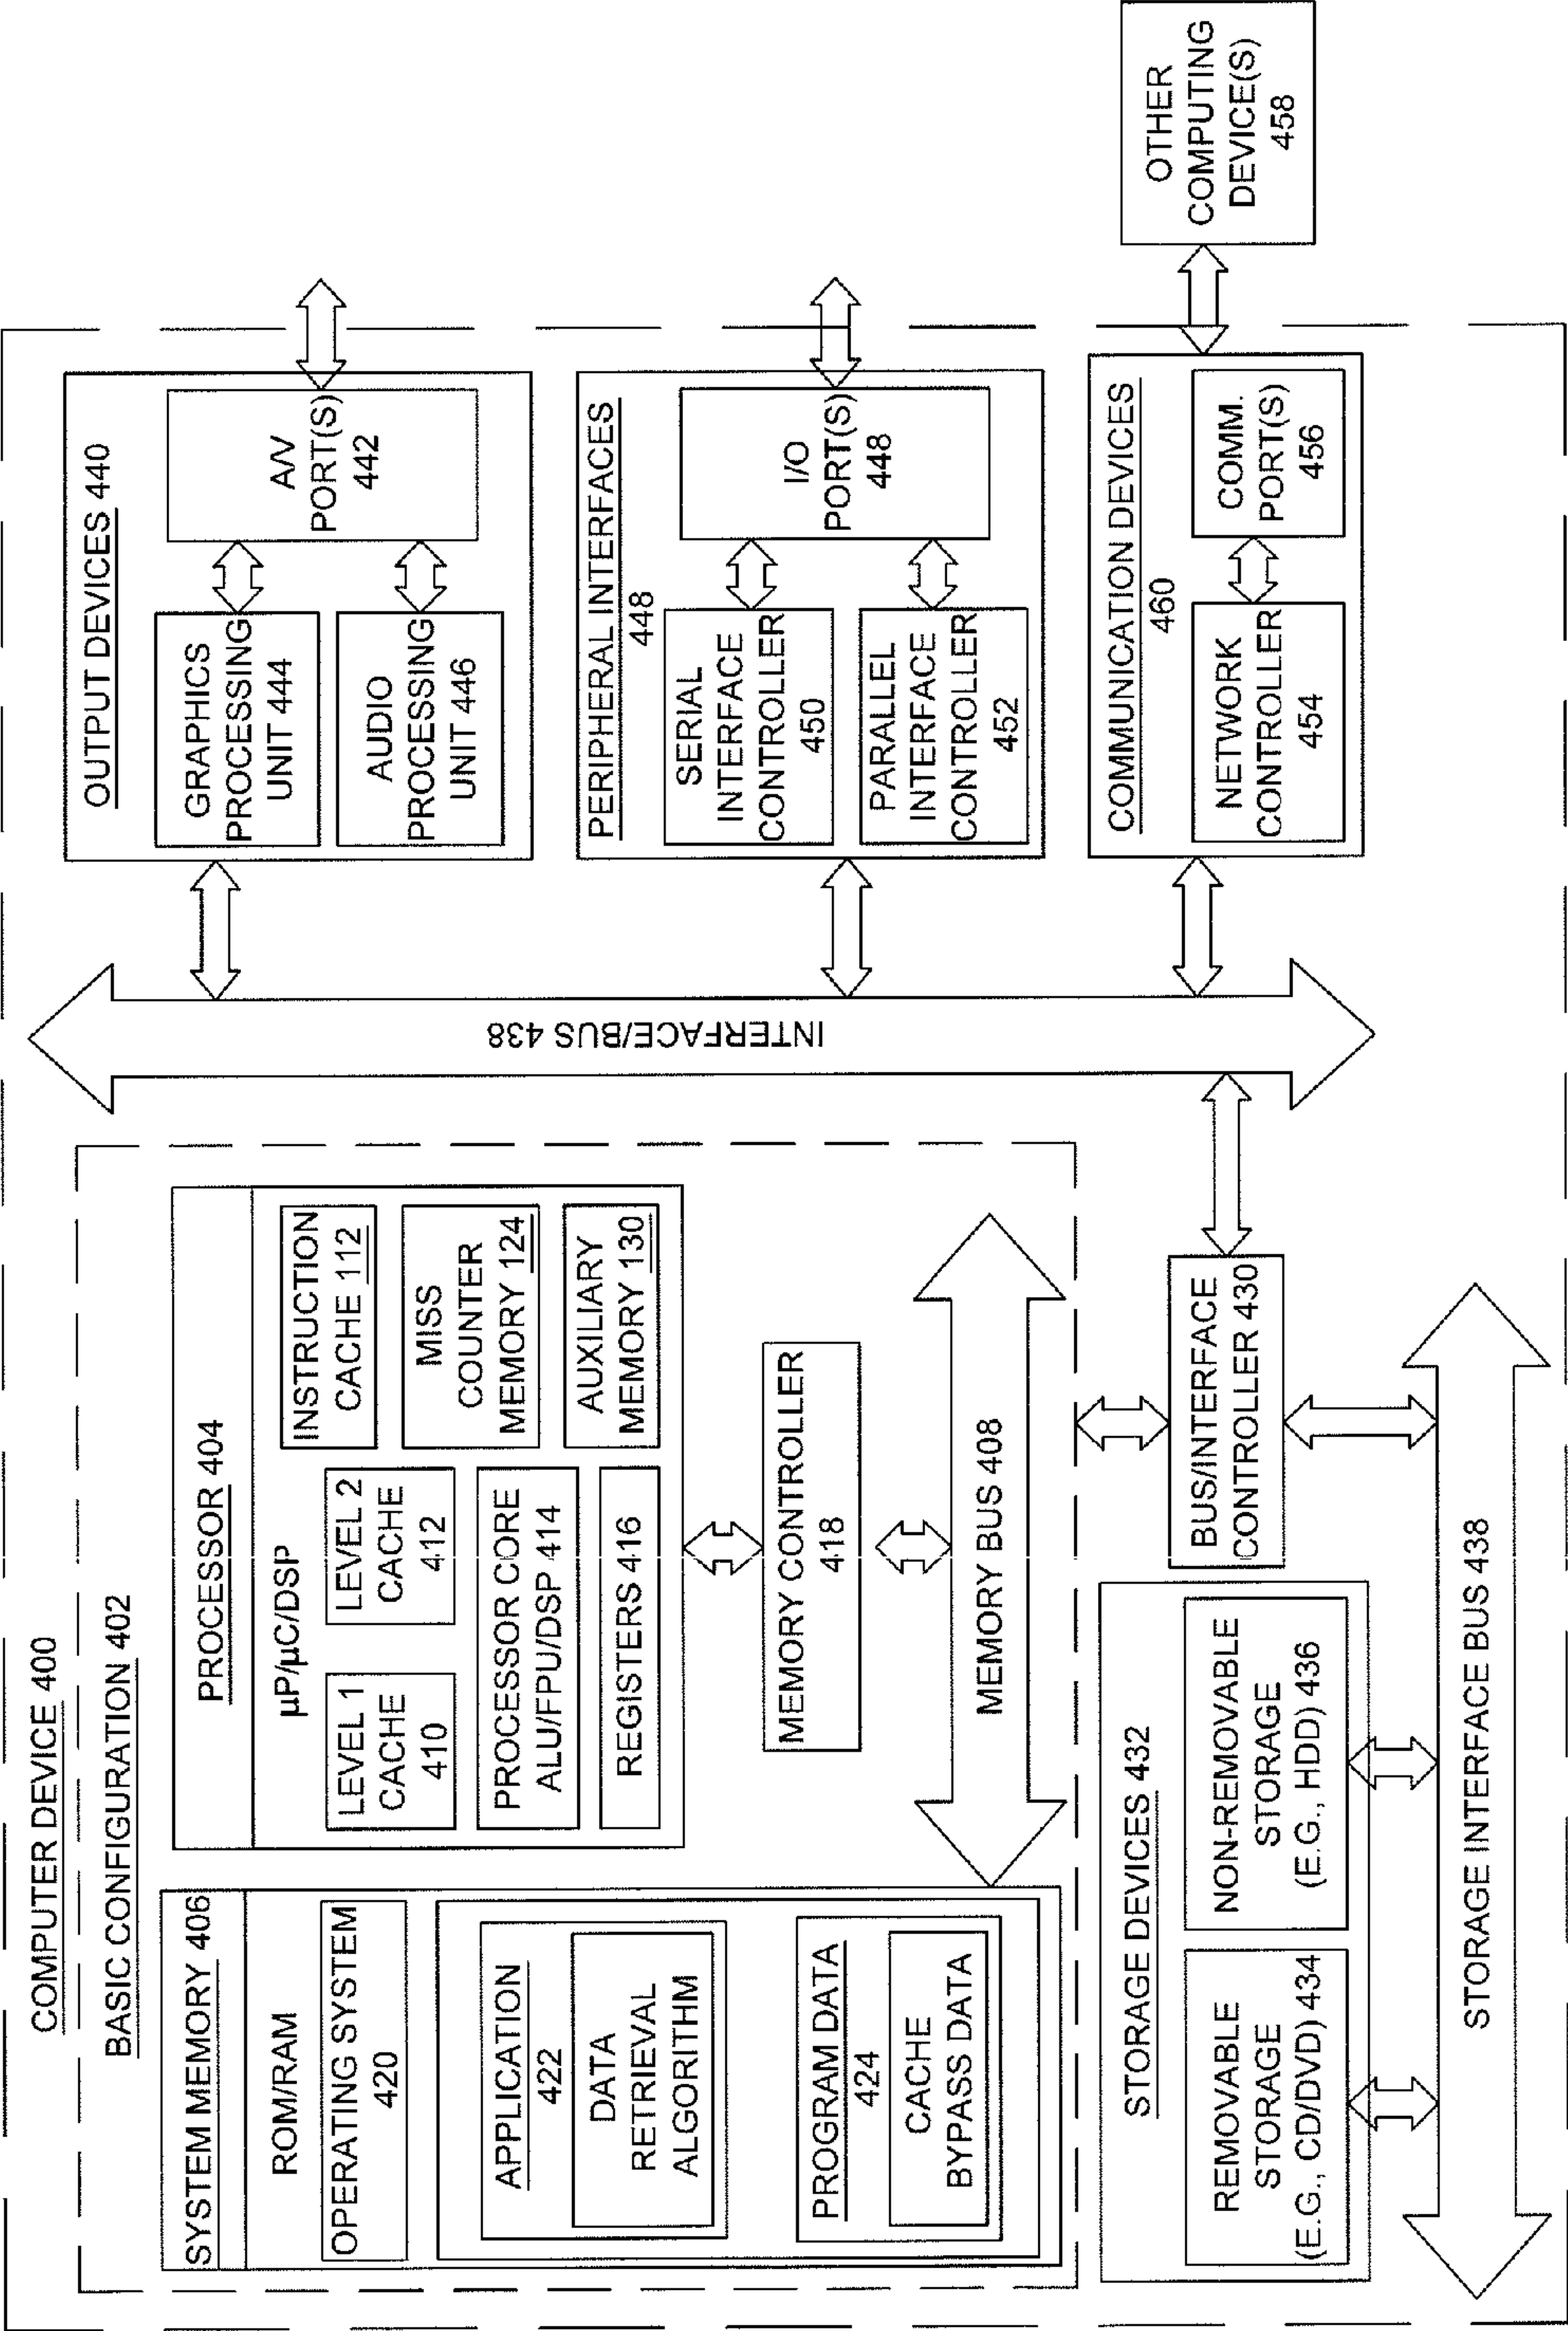 COMPUTER DEVICE 400
BASIC CONFIGURATION 402
SYSTEM MEMORY 406
ROM/RAM
OPERATING SYSTEM
420
APPLICATION
422
DATA
RETRIEVAL
ALGORITHM
PROGRAM DATA
424
CACHE
BYPASS DATA
PROCESSOR 404
µP/µC/DSP
LEVEL 1
CACHE
410
LEVEL 2
CACHE
412
INSTRUCTION
CACHE 112
PROCESSOR CORE
ALU/FPU/DSP 414
MISS
COUNTER
MEMORY 124
REGISTERS 416
AUXILIARY
MEMORY 130
MEMORY CONTROLLER
418
MEMORY BUS 408
STORAGE DEVICES 432
REMOVABLE
STORAGE
(E.G., CD/DVD) 434
NON-REMOVABLE
STORAGE
(E.G., HDD) 436
BUS/INTERFACE
CONTROLLER 430
STORAGE INTERFACE BUS 438
INTERFACE/BUS 438
OUTPUT DEVICES 440
GRAPHICS
PROCESSING
UNIT 444
AUDIO
PROCESSING
UNIT 446
A/V
PORT(S)
442
PERIPHERAL INTERFACES
448
SERIAL
INTERFACE
CONTROLLER
450
PARALLEL
INTERFACE
CONTROLLER
452
I/O
PORT(S)
448
COMMUNICATION DEVICES
460
NETWORK
CONTROLLER
454
COMM.
PORT(S)
456
OTHER
COMPUTING
DEVICE(S)
458